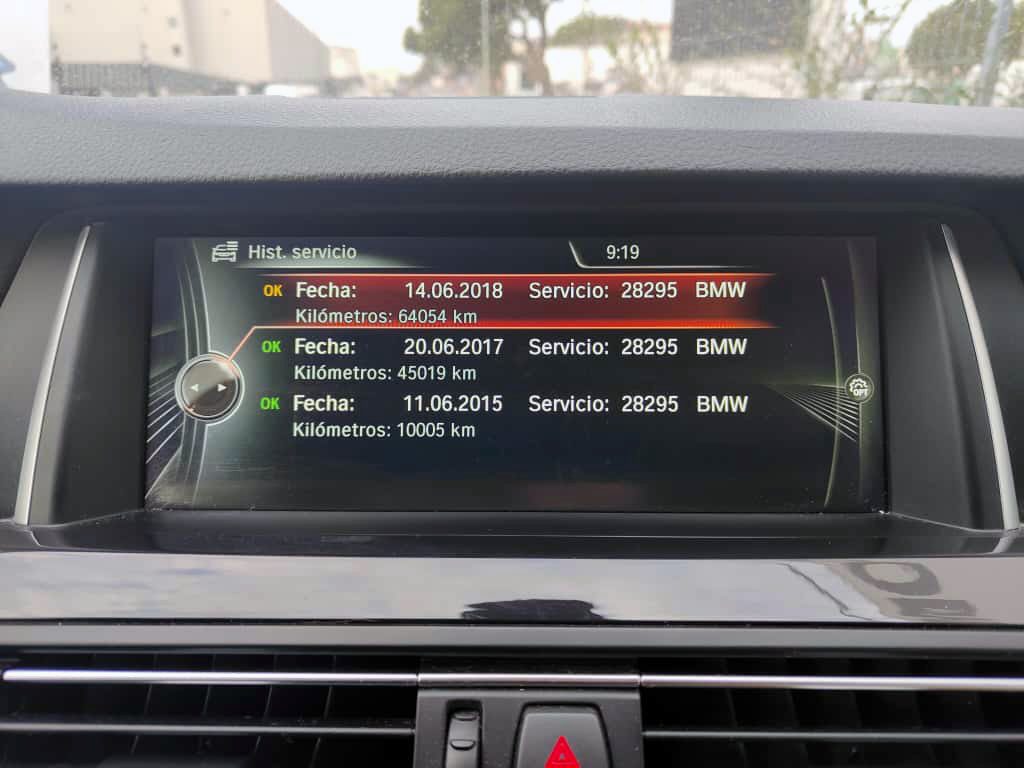 Hist. servicio 9:19
OK Fecha: 14.06.2018 Servicio: 28295 BMW
Kilómetros: 64054 km
OK Fecha: 20.06.2017 Servicio: 28295 BMW
Kilómetros: 45019 km
OPT
OK Fecha: 11.06.2015 Servicio: 28295 BMW
Kilómetros: 10005 km